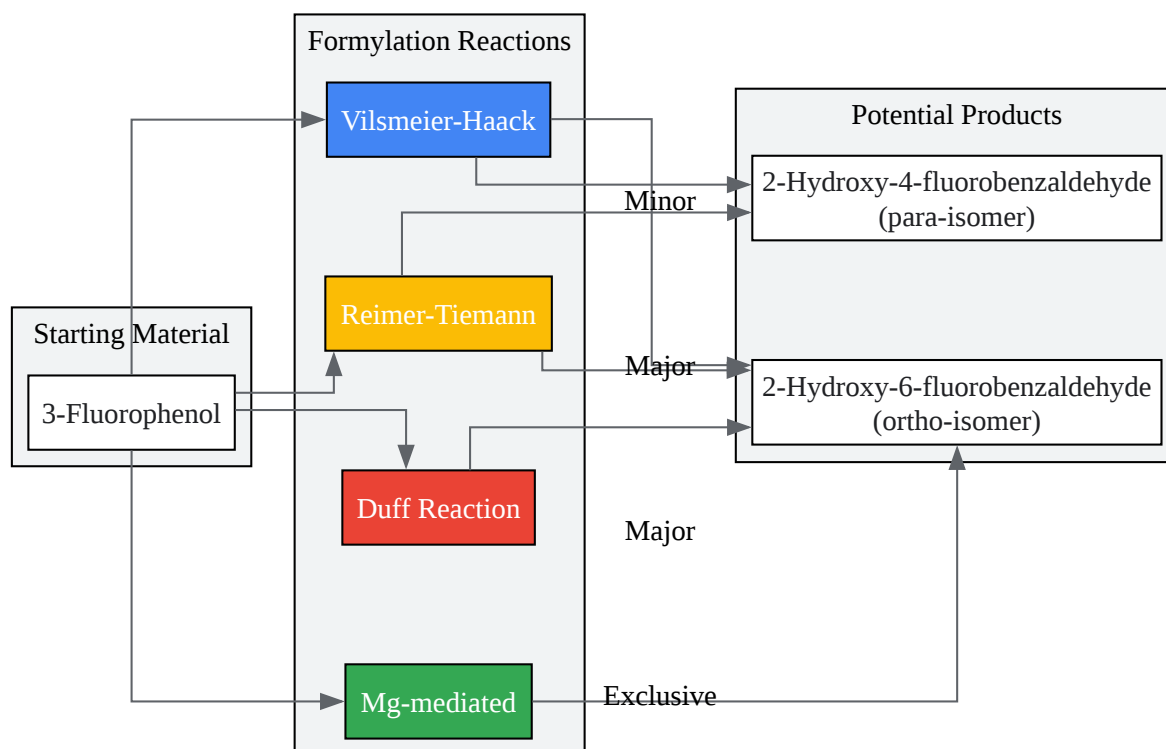 Formylation Reactions
Vilsmeier-Haack
Potential Products
2-Hydroxy-4-fluorobenzaldehyde
(para-isomer)
Minor
Reimer-Tiemann
Starting Material
3-Fluorophenol
Major
2-Hydroxy-6-fluorobenzaldehyde
(ortho-isomer)
Duff Reaction
Major
Mg-mediated
Exclusive